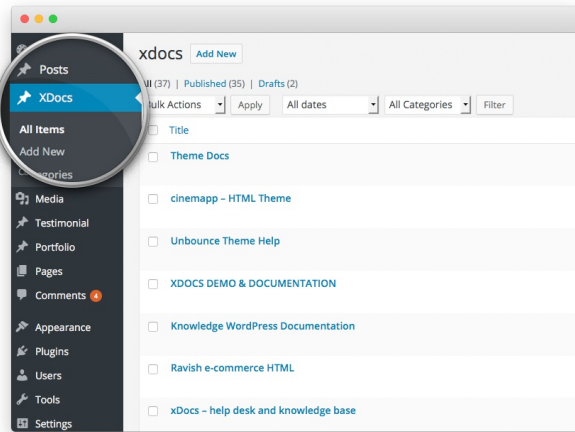 Posts
XDocs
All Items
Add New
Categories
Media
Testimonial
Portfolio
Pages
Comments 4
Appearance
Plugins
Users
Tools
Settings
xdocs Add New
All (37) | Published (35) | Drafts (2)
Bulk Actions Apply All dates All Categories Filter
Title
Theme Docs
cinemapp – HTML Theme
Unbounce Theme Help
XDOCS DEMO & DOCUMENTATION
Knowledge WordPress Documentation
Ravish e-commerce HTML
xDocs – help desk and knowledge base